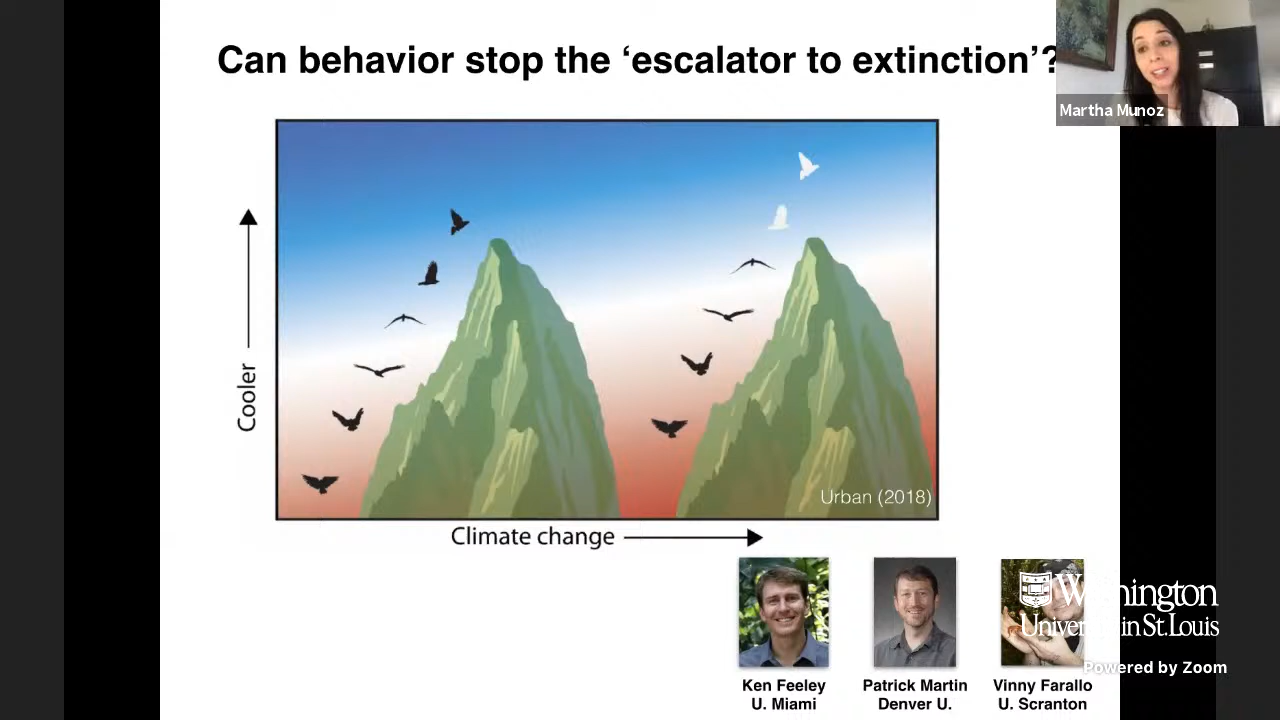 Can behavior stop the ‘escalator to extinction’?
Martha Munoz
Cooler
Urban (2018)
Climate change
Ken Feeley
U. Miami
Patrick Martin
Denver U.
Vinny Farallo
U. Scranton
Washington
University in St. Louis
Powered by Zoom